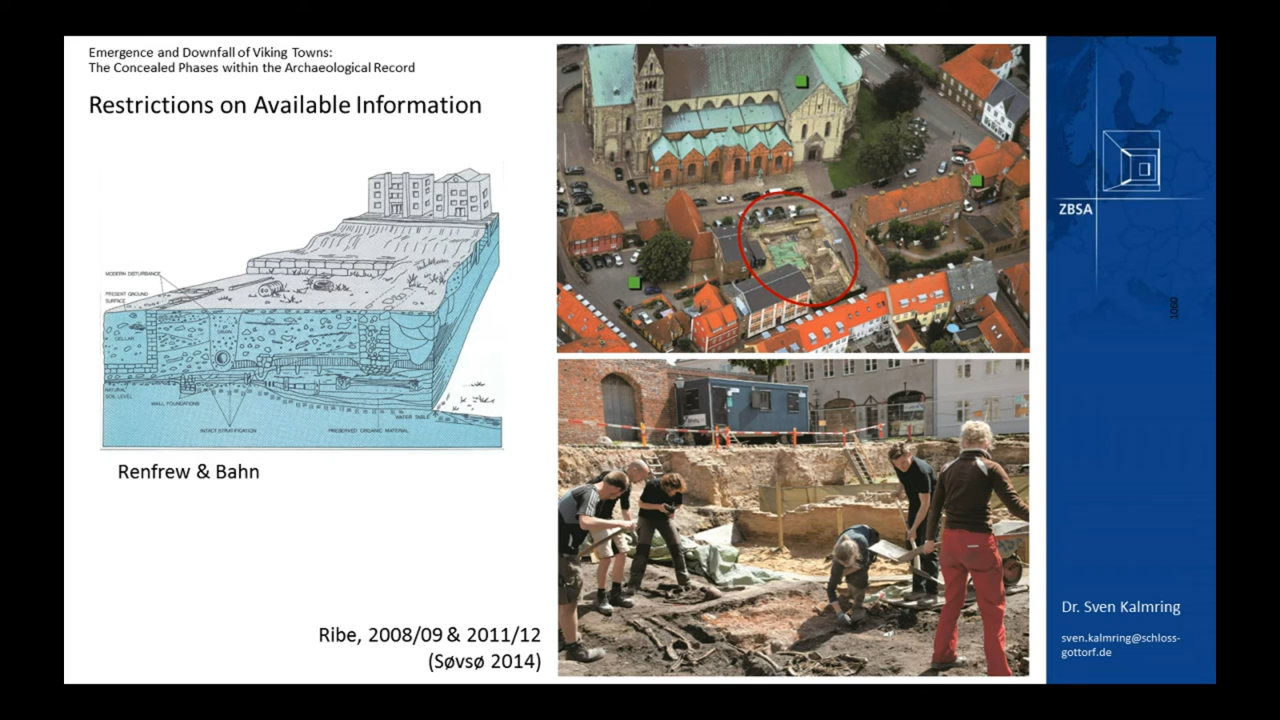 Emergence and Downfall of Viking Towns:
The Concealed Phases within the Archaeological Record
Restrictions on Available Information
MODERN DISTURBANCE
PRESENT GROUND
SURFACE
CELLAR
NATURAL
SOIL LEVEL
WALL FOUNDATIONS
WATER TABLE
INTACT STRATIFICATION
PRESERVED ORGANIC MATERIAL
Renfrew & Bahn
Ribe, 2008/09 & 2011/12
(Søvsø 2014)
ZBSA
Dr. Sven Kalmring
sven.kalmring@schloss-
gottorf.de